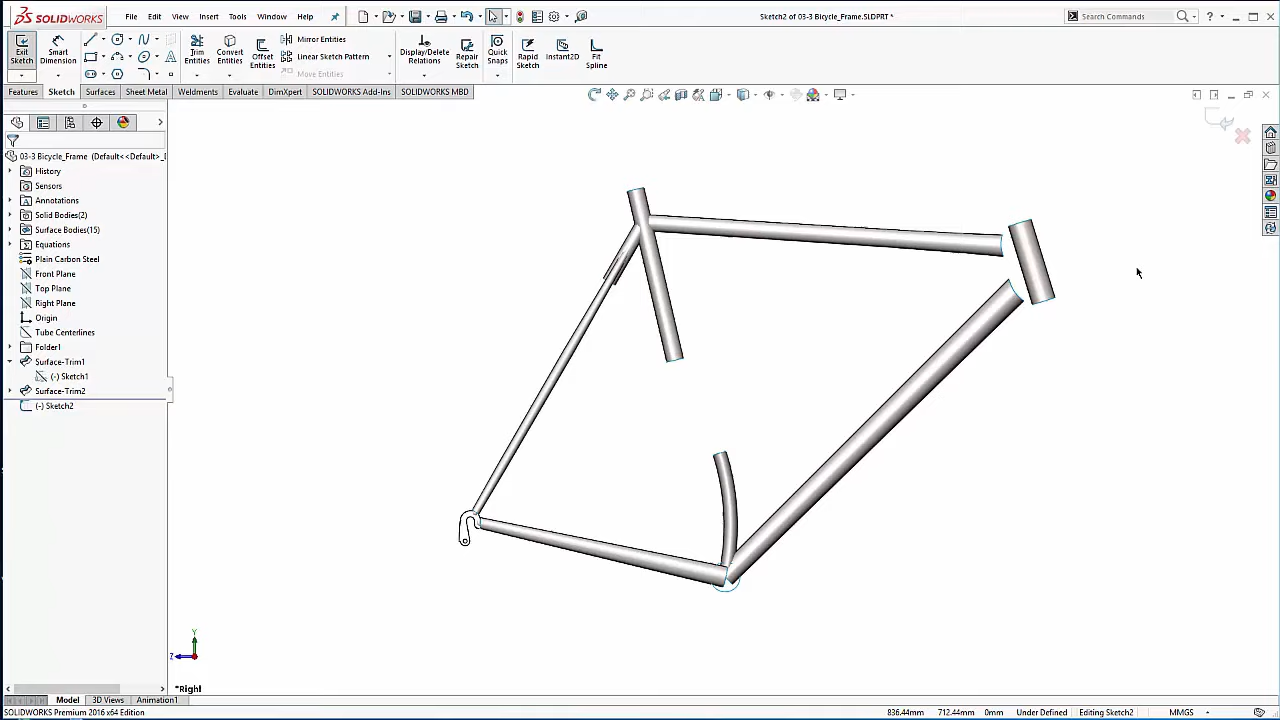 SOLIDWORKS File Edit View Insert Tools Window Help Sketch2 of 03-3 Bicycle_Frame.SLDPRT * Search Commands ?
Exit Sketch
Smart Dimension
Trim Entities
Convert Entities
Offset Entities
Mirror Entities
Linear Sketch Pattern
Move Entities
Display/Delete Relations
Repair Sketch
Quick Snaps
Rapid Sketch
Instant2D
Fit Spline
Features Sketch Surfaces Sheet Metal Weldments Evaluate DimXpert SOLIDWORKS Add-Ins SOLIDWORKS MBD
03-3 Bicycle_Frame (Default<<Default>_
History
Sensors
Annotations
Solid Bodies(2)
Surface Bodies(15)
Equations
Plain Carbon Steel
Front Plane
Top Plane
Right Plane
Origin
Tube Centerlines
Folder1
Surface-Trim1
(-) Sketch1
Surface-Trim2
(-) Sketch2
Y
Z
*Righl
Model 3D Views Animation1
SOLIDWORKS Premium 2016 x64 Edition 836.44mm 712.44mm 0mm Under Defined Editing Sketch2 MMGS